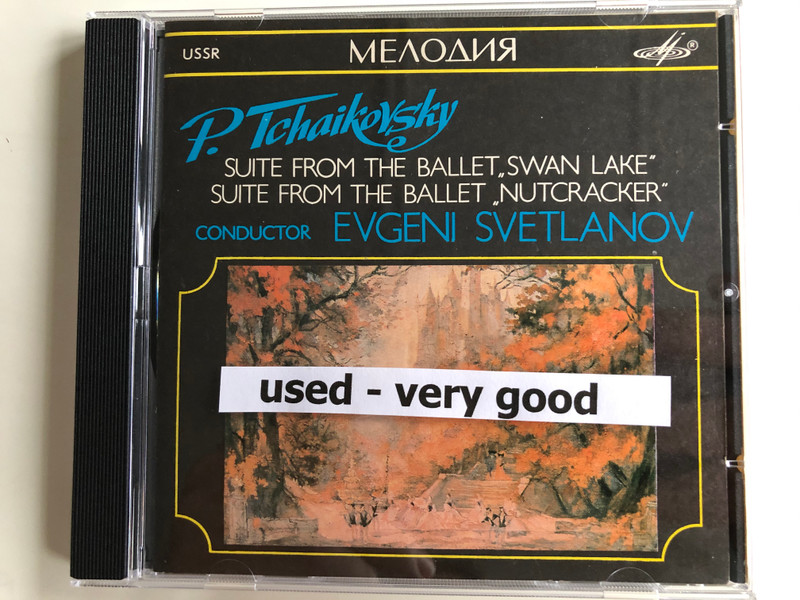 USSR
МЕЛОДИЯ
®
P. Tchaikovsky
SUITE FROM THE BALLET „SWAN LAKE“
SUITE FROM THE BALLET „NUTCRACKER“
CONDUCTOR EVGENI SVETLANOV
used - very good